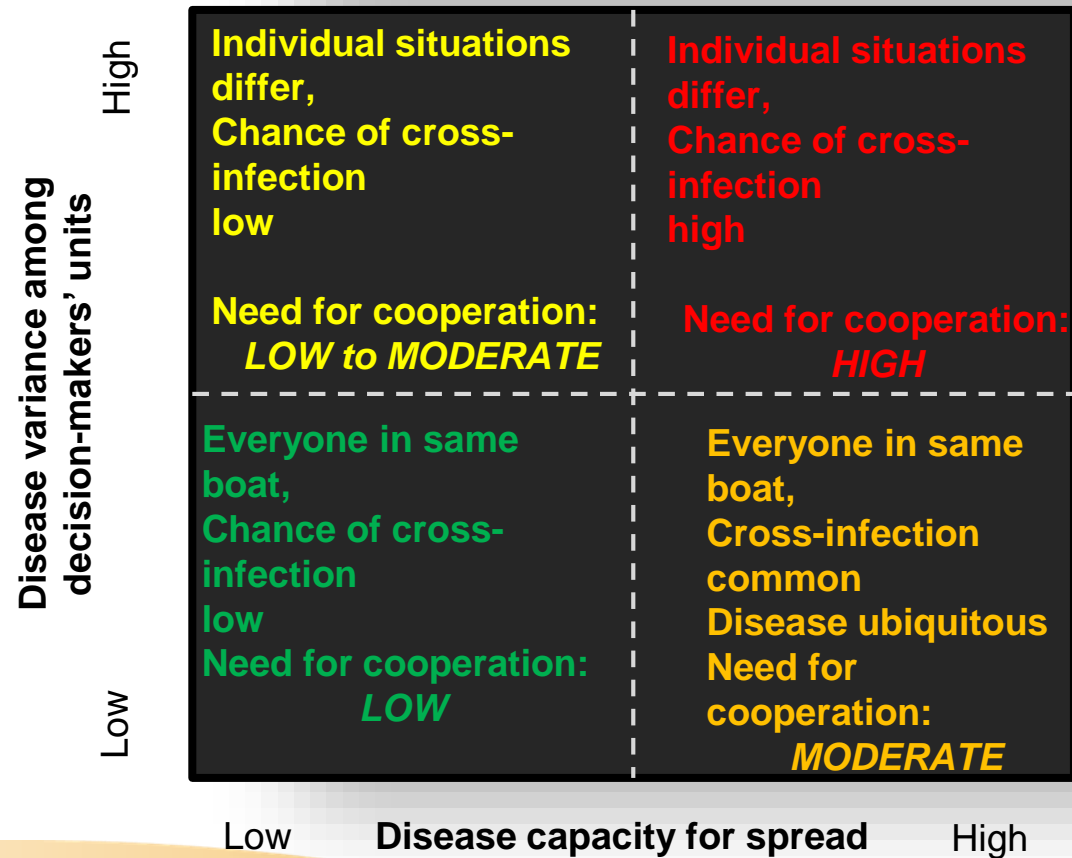 High
Disease variance among
decision-makers' units
Low
Individual situations
differ,
Chance of cross-
infection
low
Need for cooperation:
LOW to MODERATE
Individual situations
differ,
Chance of cross-
infection
high
Need for cooperation:
HIGH
Everyone in same
boat,
Chance of cross-
infection
low
Need for cooperation:
LOW
Everyone in same
boat,
Cross-infection
common
Disease ubiquitous
Need for
cooperation:
MODERATE
Low
Disease capacity for spread
High